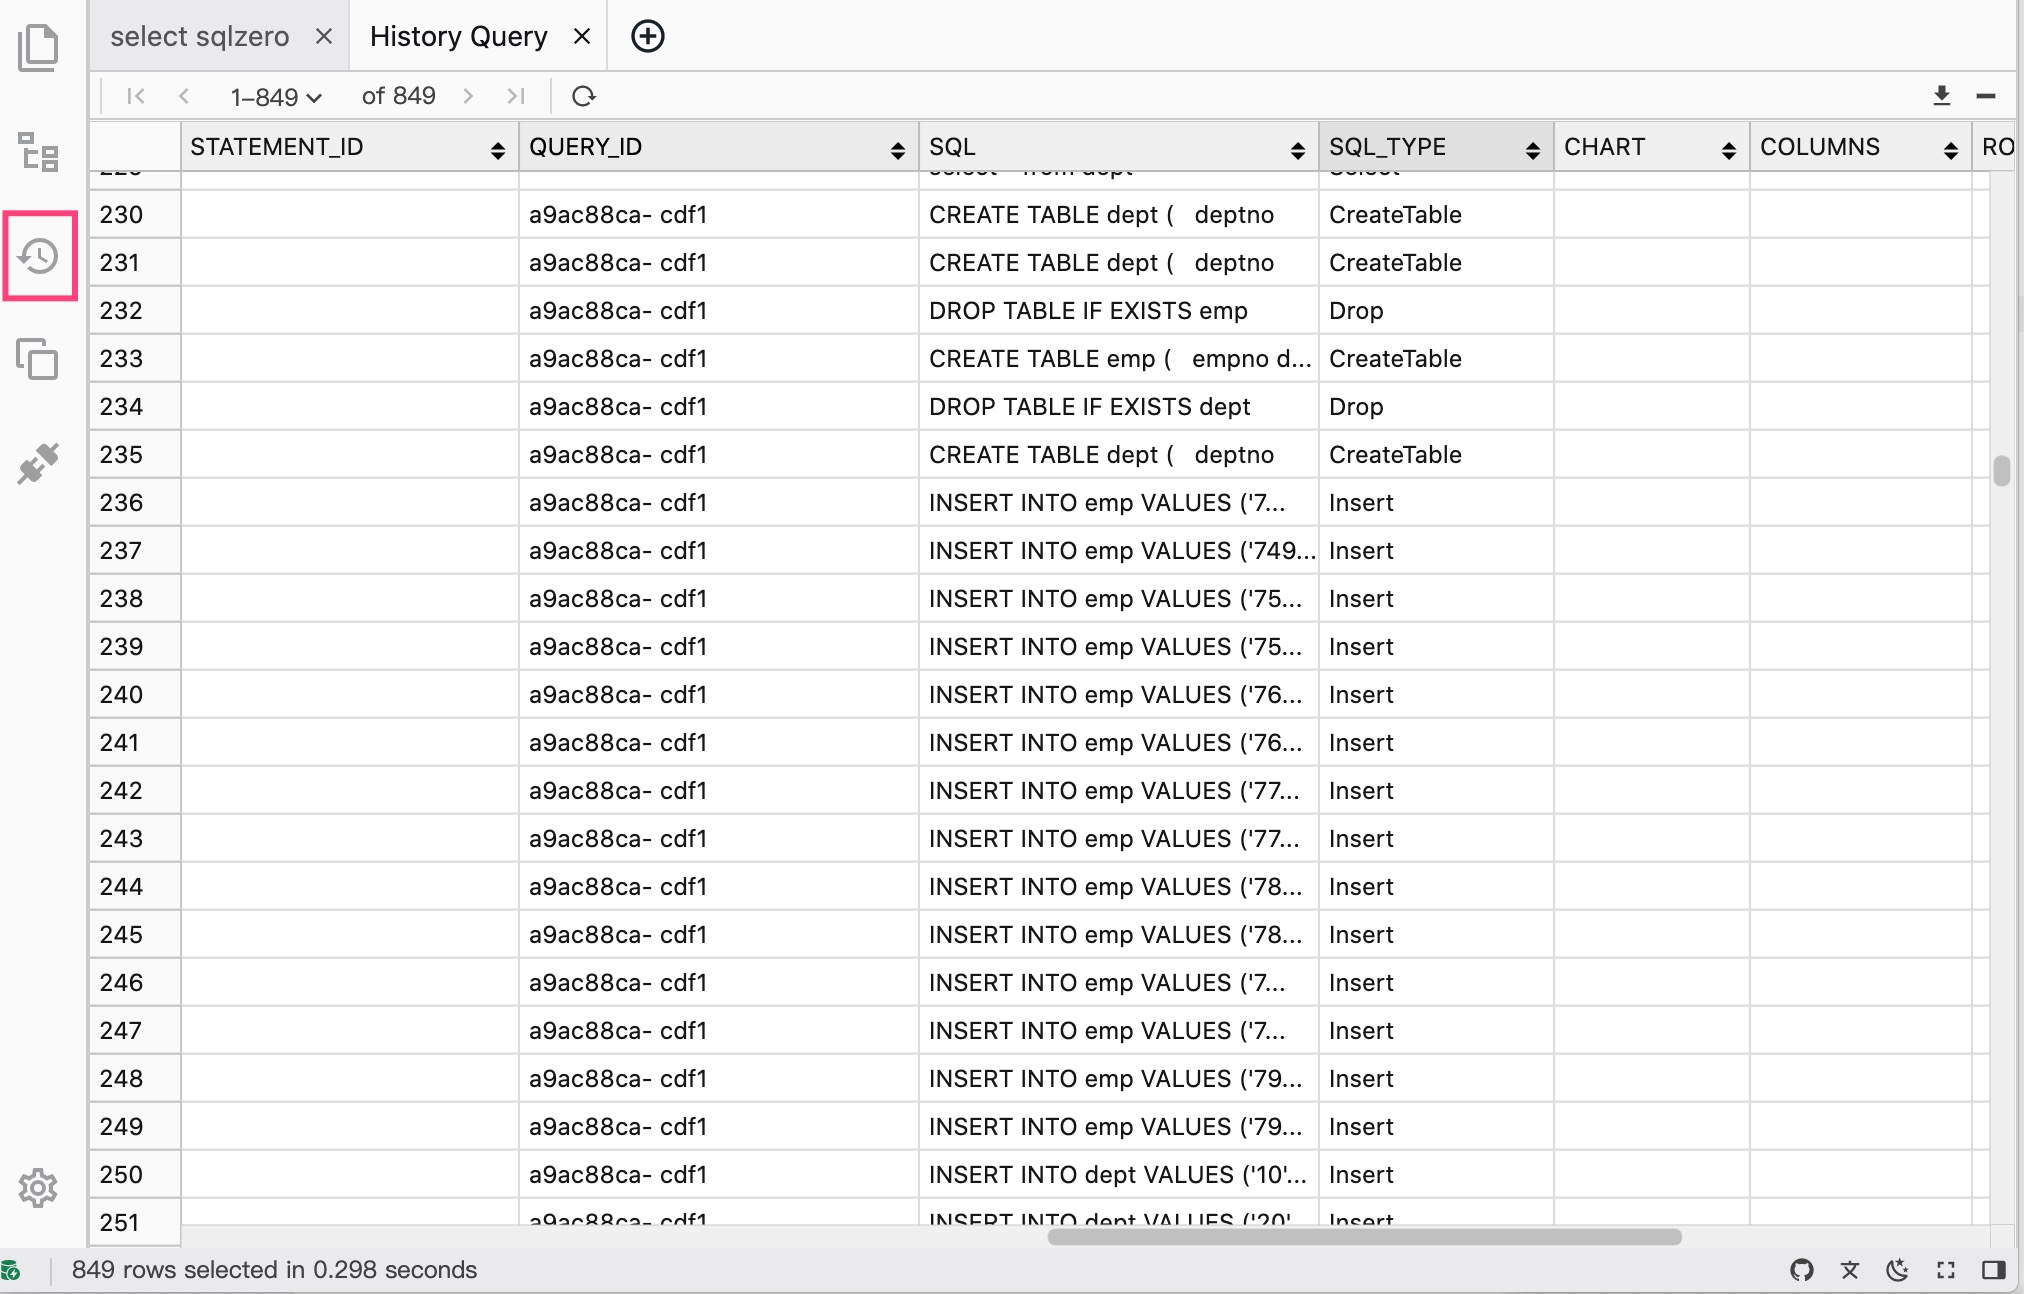 select sqlzero
History Query
1–849 of 849
STATEMENT_ID QUERY_ID SQL SQL_TYPE CHART COLUMNS RO
229 select from dept Select
230 a9ac88ca- cdf1 CREATE TABLE dept ( deptno CreateTable
231 a9ac88ca- cdf1 CREATE TABLE dept ( deptno CreateTable
232 a9ac88ca- cdf1 DROP TABLE IF EXISTS emp Drop
233 a9ac88ca- cdf1 CREATE TABLE emp ( empno d... CreateTable
234 a9ac88ca- cdf1 DROP TABLE IF EXISTS dept Drop
235 a9ac88ca- cdf1 CREATE TABLE dept ( deptno CreateTable
236 a9ac88ca- cdf1 INSERT INTO emp VALUES ('7... Insert
237 a9ac88ca- cdf1 INSERT INTO emp VALUES ('749... Insert
238 a9ac88ca- cdf1 INSERT INTO emp VALUES ('75... Insert
239 a9ac88ca- cdf1 INSERT INTO emp VALUES ('75... Insert
240 a9ac88ca- cdf1 INSERT INTO emp VALUES ('76... Insert
241 a9ac88ca- cdf1 INSERT INTO emp VALUES ('76... Insert
242 a9ac88ca- cdf1 INSERT INTO emp VALUES ('77... Insert
243 a9ac88ca- cdf1 INSERT INTO emp VALUES ('77... Insert
244 a9ac88ca- cdf1 INSERT INTO emp VALUES ('78... Insert
245 a9ac88ca- cdf1 INSERT INTO emp VALUES ('78... Insert
246 a9ac88ca- cdf1 INSERT INTO emp VALUES ('7... Insert
247 a9ac88ca- cdf1 INSERT INTO emp VALUES ('7... Insert
248 a9ac88ca- cdf1 INSERT INTO emp VALUES ('79... Insert
249 a9ac88ca- cdf1 INSERT INTO emp VALUES ('79... Insert
250 a9ac88ca- cdf1 INSERT INTO dept VALUES ('10'... Insert
251 a9ac88ca- cdf1 INSERT INTO dept VALUES ('20' Insert
849 rows selected in 0.298 seconds